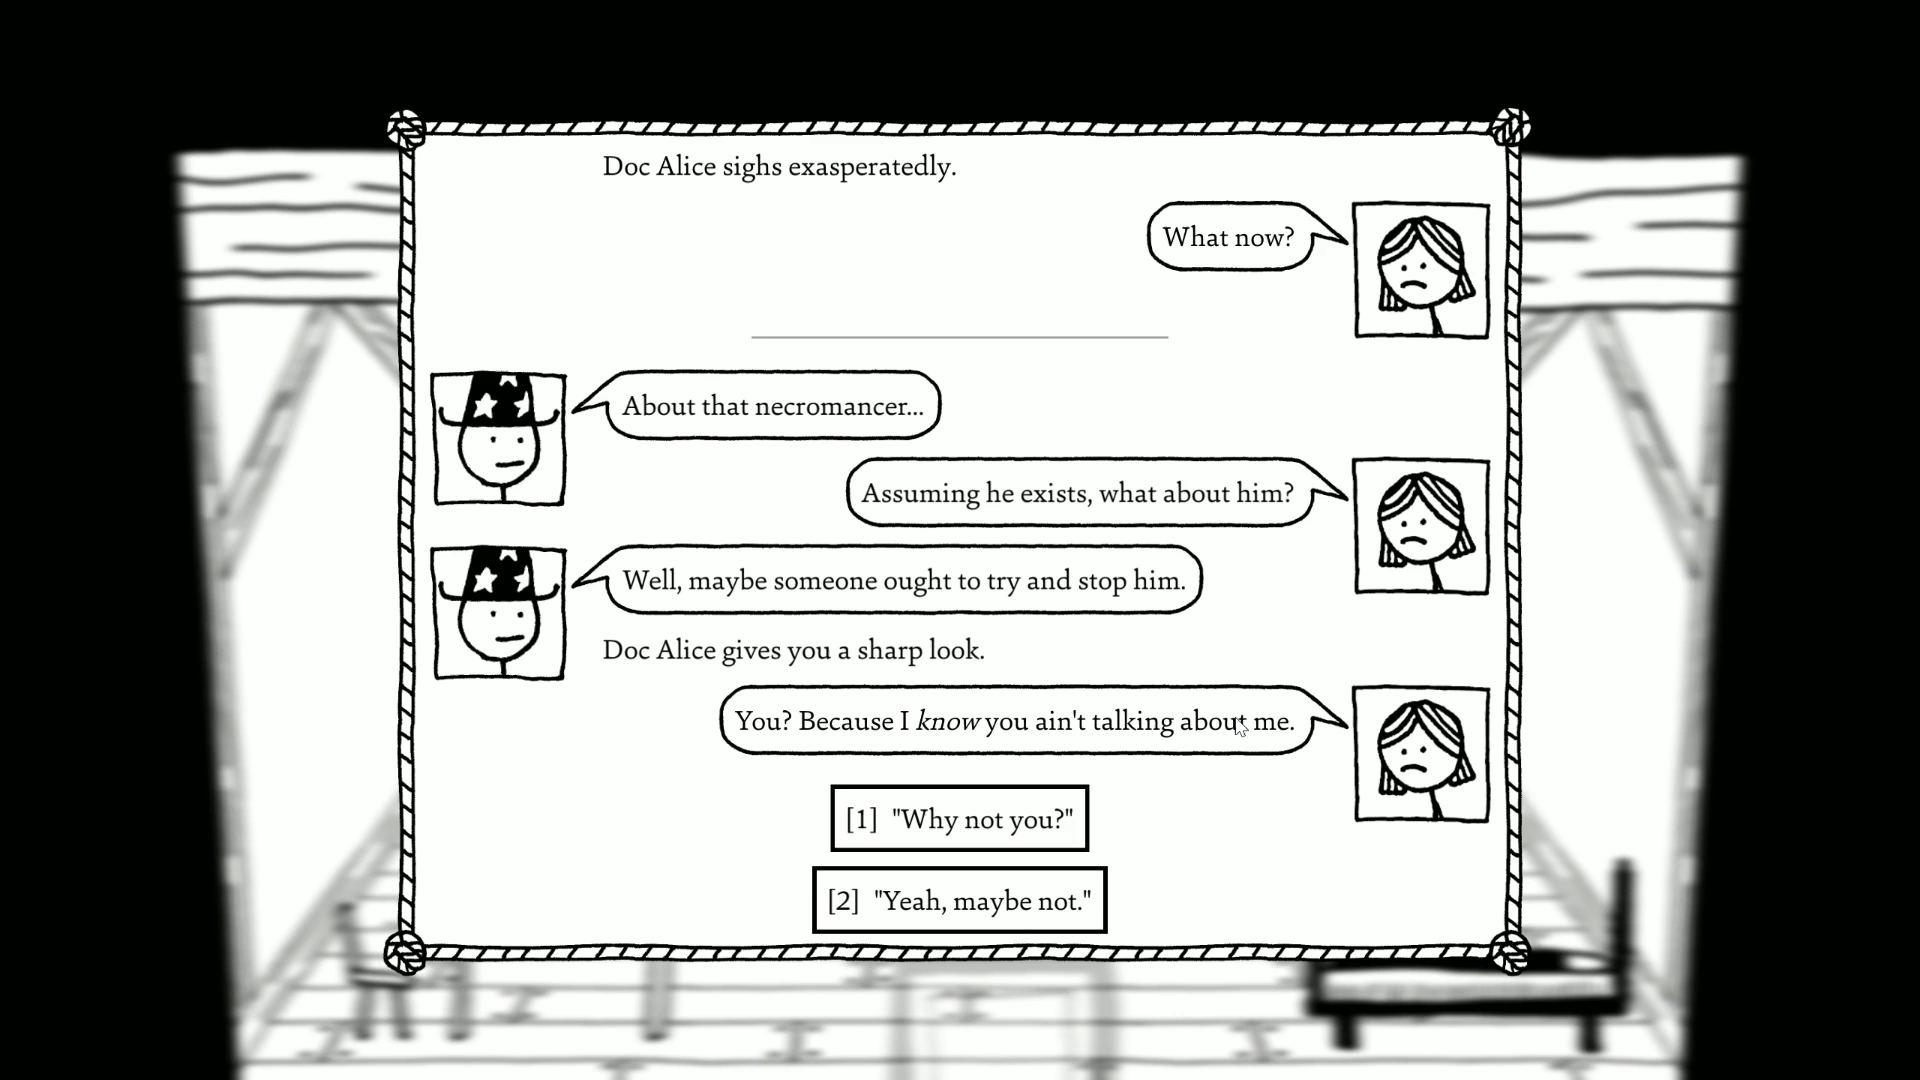 Doc Alice sighs exasperatedly.
What now?
About that necromancer...
Assuming he exists, what about him?
Well, maybe someone ought to try and stop him.
Doc Alice gives you a sharp look.
You? Because I know you ain't talking about me.
[1] "Why not you?"
[2] "Yeah, maybe not."